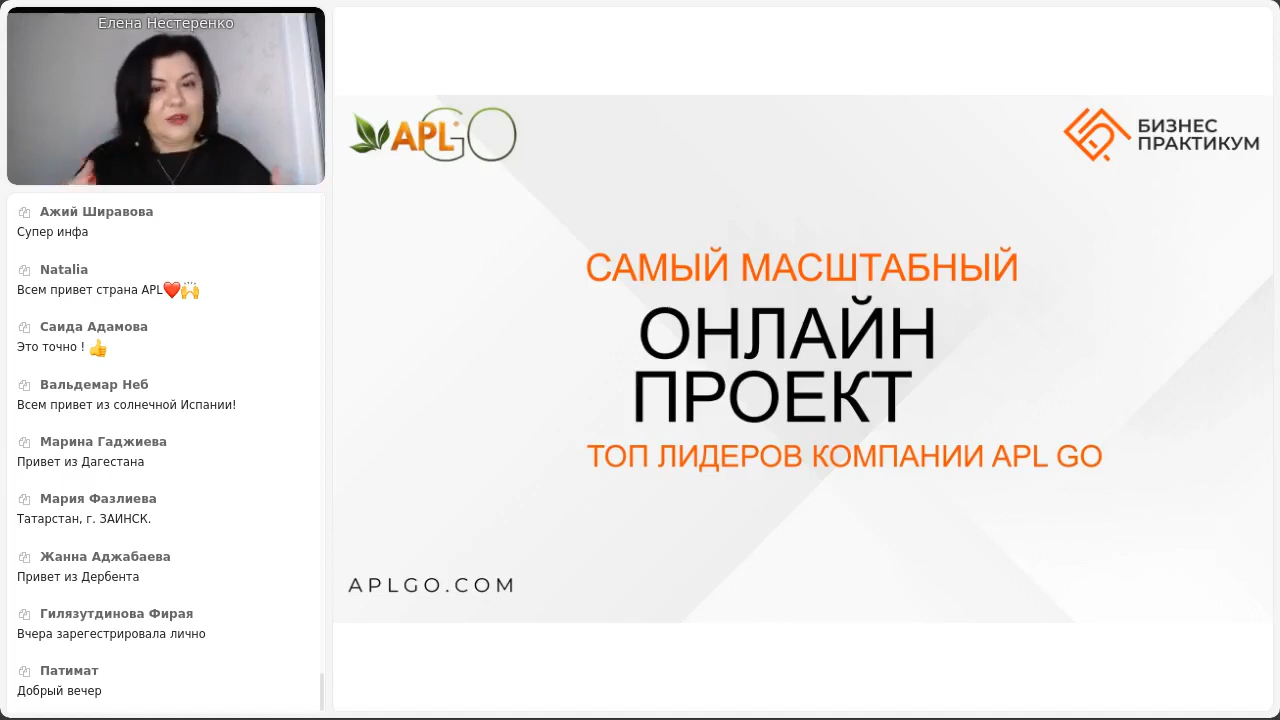 Елена Нестеренко
Ажий Ширавова
Супер инфа
Natalia
Всем привет страна APL❤️🙌
Саида Адамова
Это точно ! 👍
Вальдемар Неб
Всем привет из солнечной Испании!
Марина Гаджиева
Привет из Дагестана
Мария Фазлиева
Татарстан, г. ЗАИНСК.
Жанна Аджабаева
Привет из Дербента
Гилязутдинова Фирая
Вчера зарегестрировала лично
Патимат
Добрый вечер
APL GO
БИЗНЕС
ПРАКТИКУМ
САМЫЙ МАСШТАБНЫЙ
ОНЛАЙН
ПРОЕКТ
ТОП ЛИДЕРОВ КОМПАНИИ APL GO
APLGO.COM